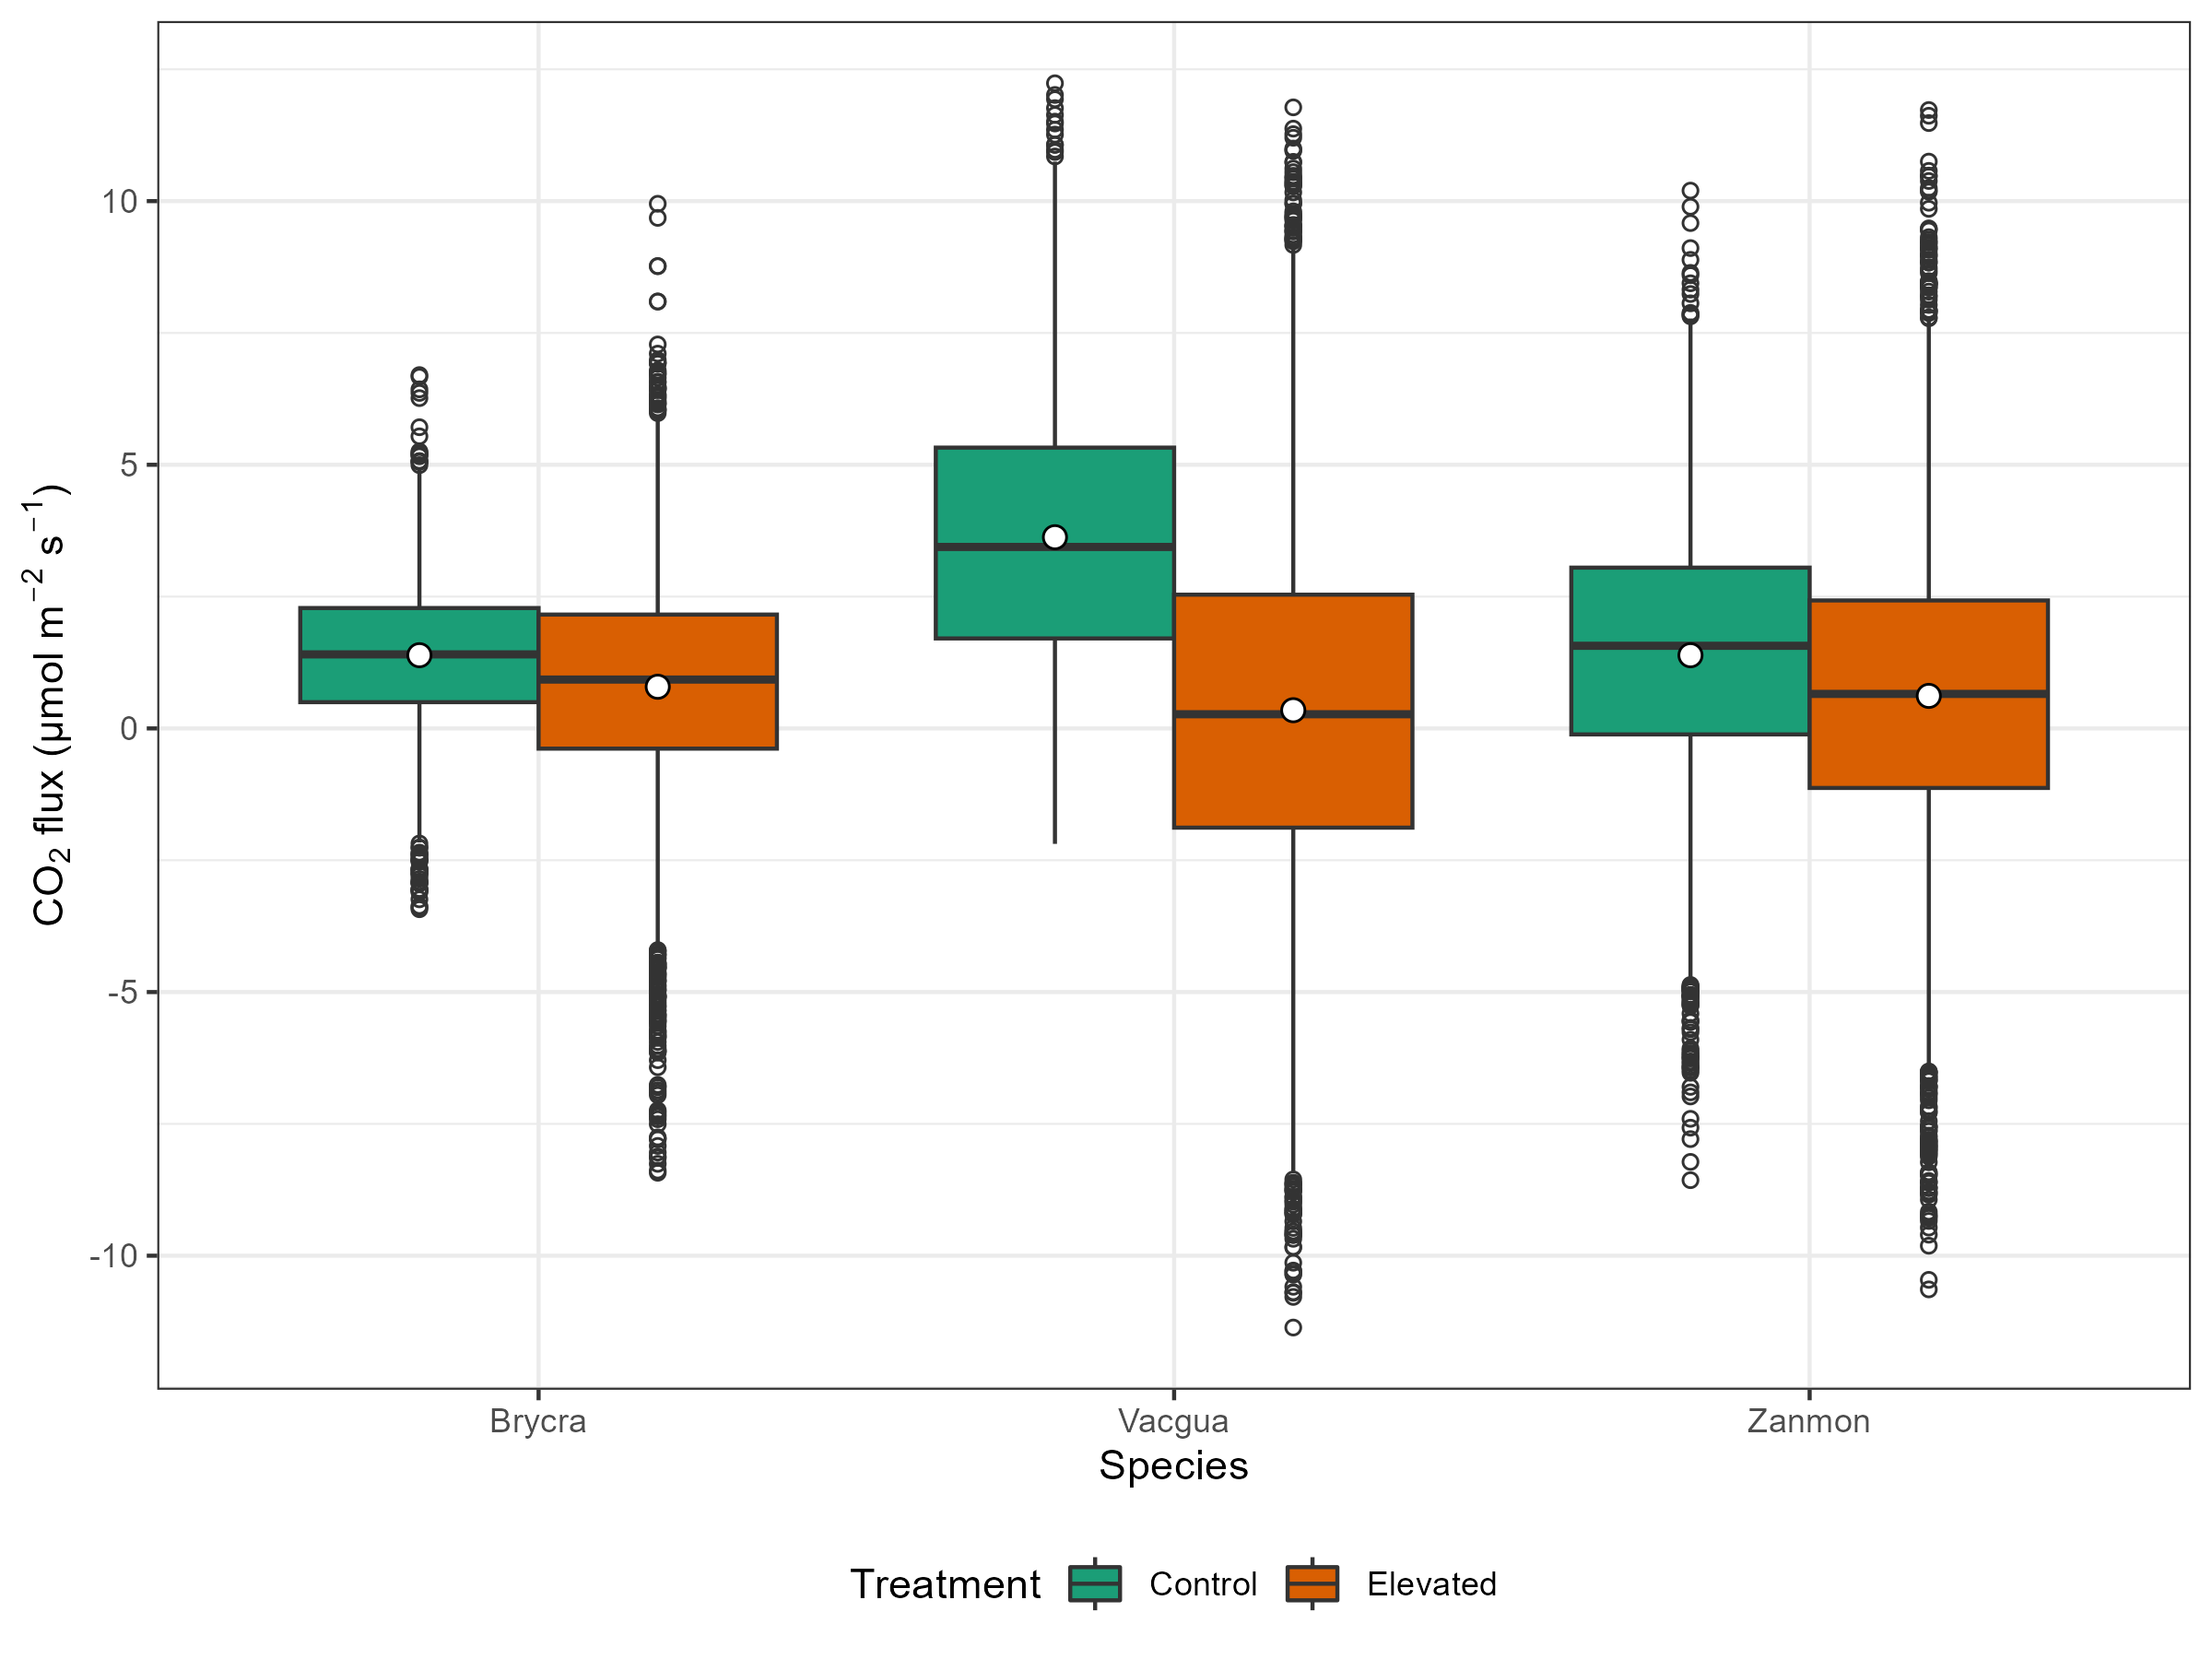 CO₂ flux (µmol m⁻² s⁻¹)
10
5
0
-5
-10
Brycra Vacgua Zanmon
Species
Treatment Control Elevated